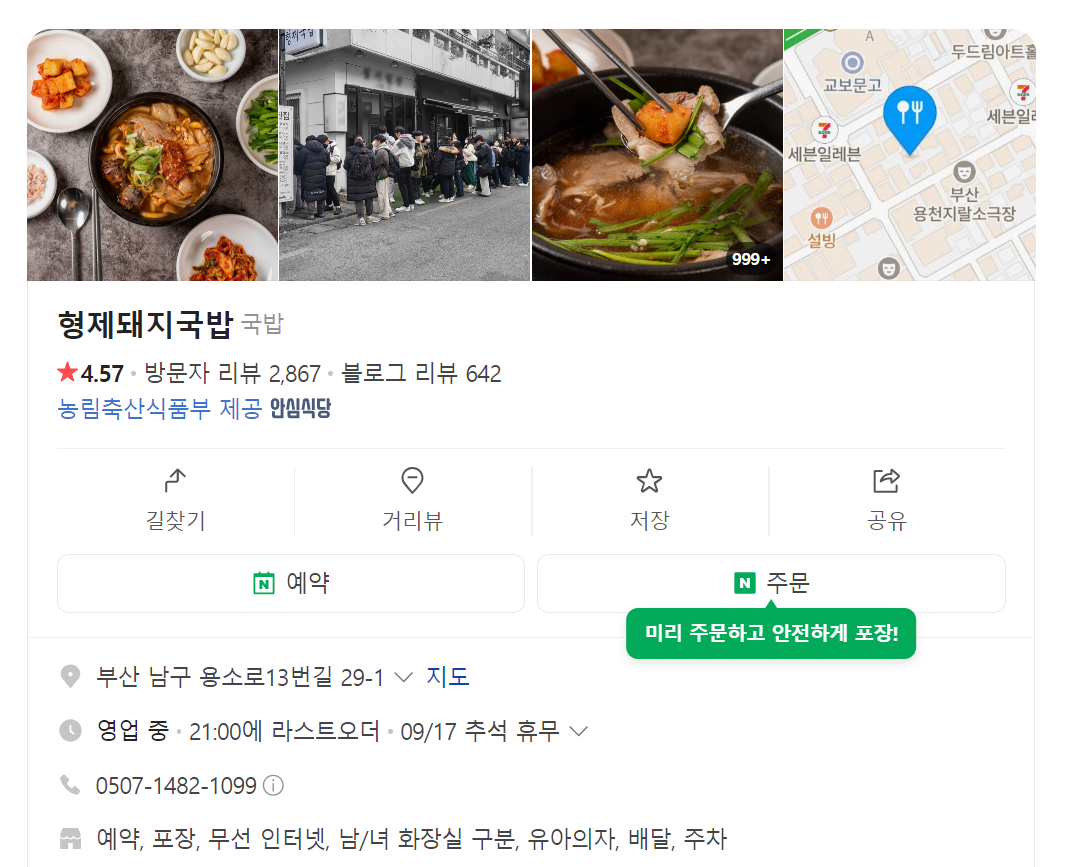 형제국밥
999+
A
두드림아트홀
교보문고
세븐일레븐
부산
용천지랄소극장
설빙
형제돼지국밥 국밥
4.57 · 방문자 리뷰 2,867 · 블로그 리뷰 642
농림축산식품부 제공 안심식당
길찾기
거리뷰
저장
공유
N 예약
N 주문
미리 주문하고 안전하게 포장!
부산 남구 용소로13번길 29-1 지도
영업 중 · 21:00에 라스트오더 · 09/17 추석 휴무
0507-1482-1099
예약, 포장, 무선 인터넷, 남/녀 화장실 구분, 유아의자, 배달, 주차